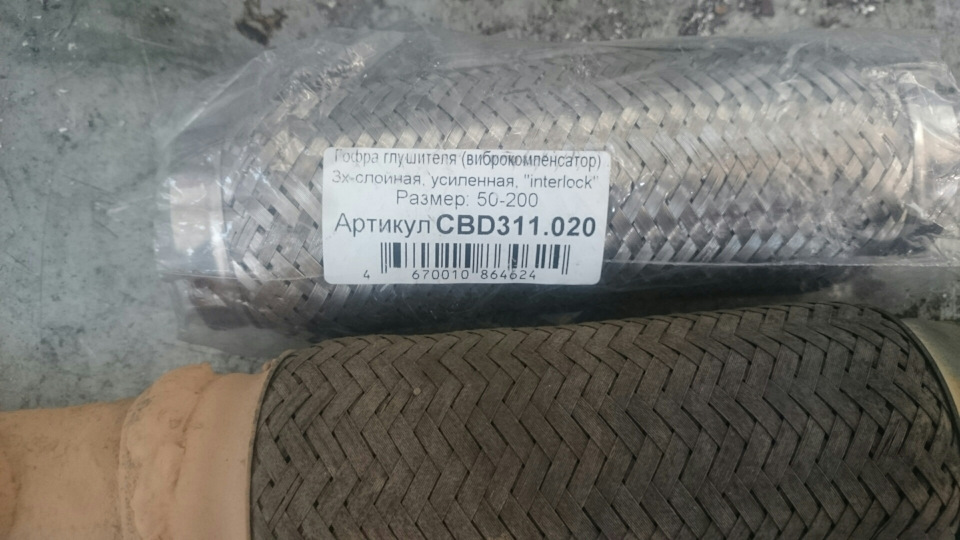 Гофра глушителя (виброкомпенсатор)
3х-слойная, усиленная, "interlock"
Размер: 50-200
Артикул CBD311.020
4 670010 864624